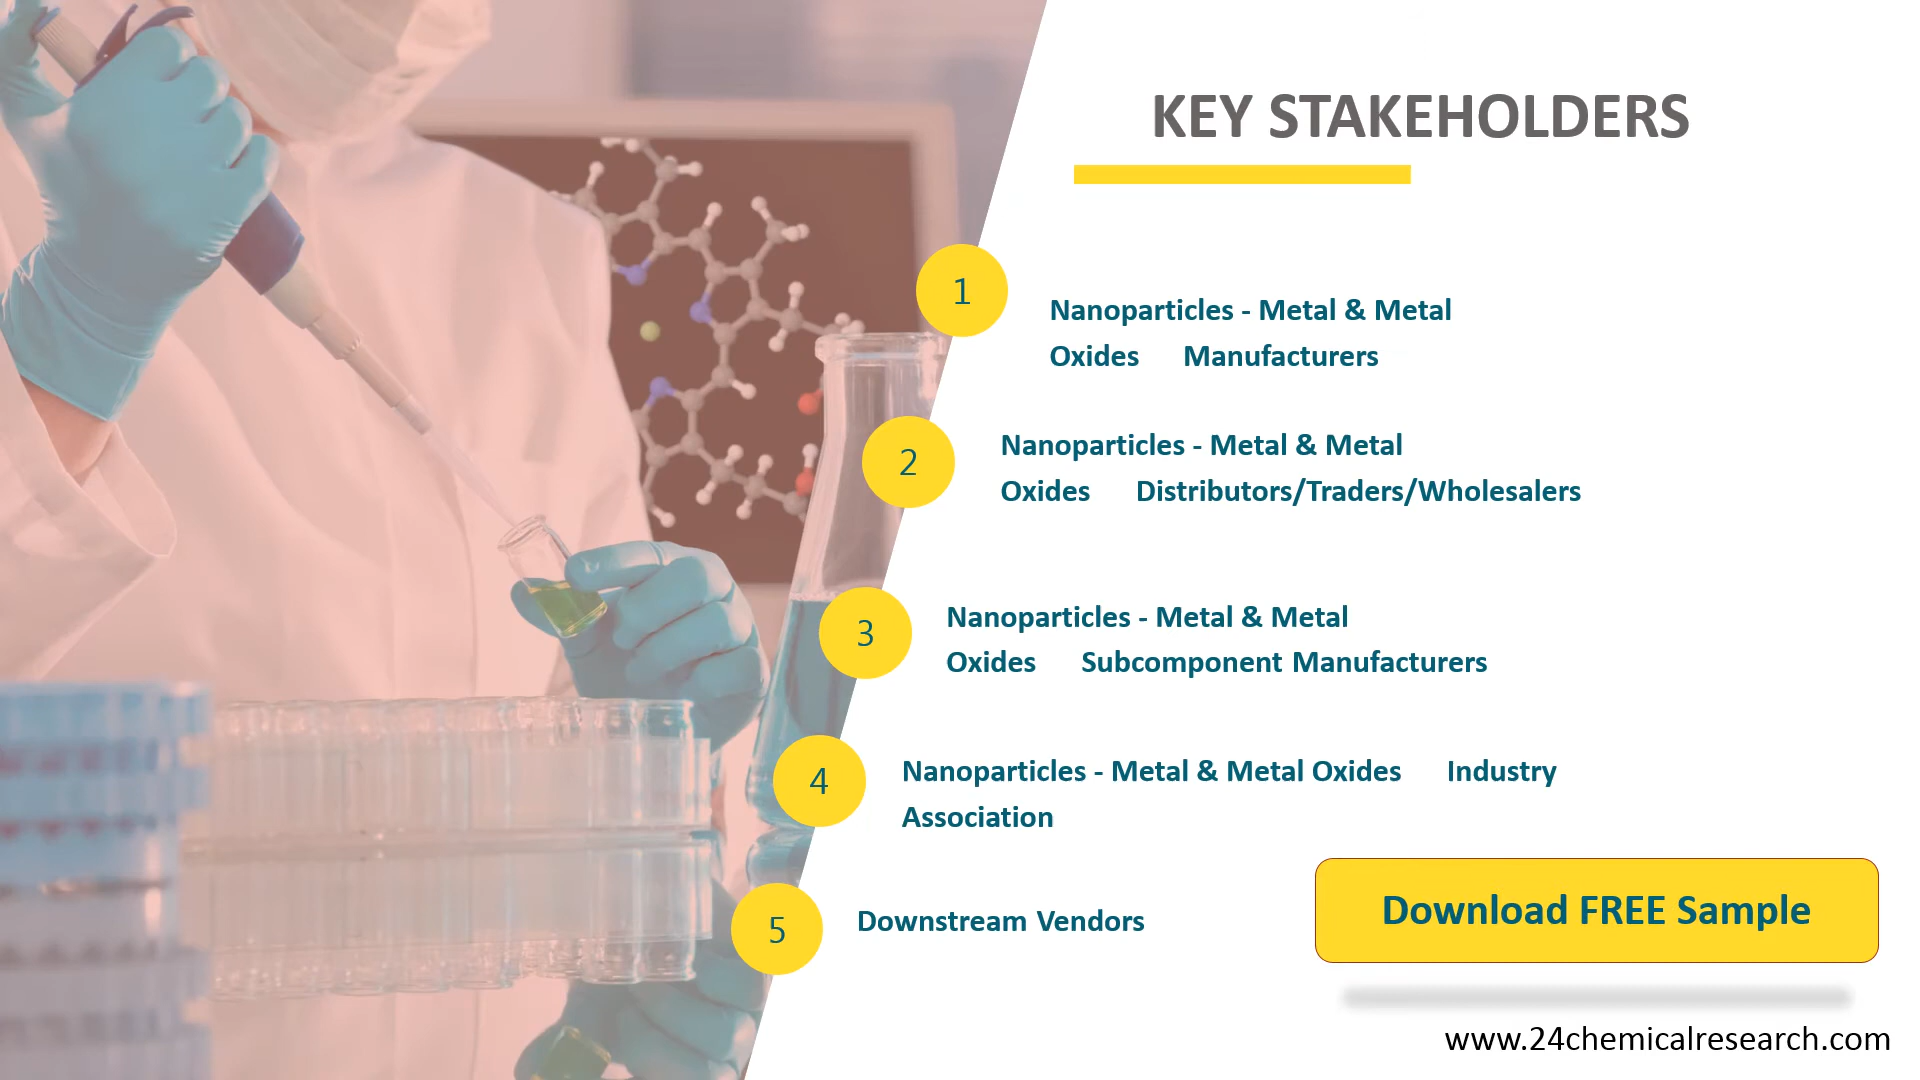 KEY STAKEHOLDERS
1
Nanoparticles - Metal & Metal
Oxides Manufacturers
2
Nanoparticles - Metal & Metal
Oxides Distributors/Traders/Wholesalers
3
Nanoparticles - Metal & Metal
Oxides Subcomponent Manufacturers
4
Nanoparticles - Metal & Metal Oxides Industry
Association
5
Downstream Vendors
Download FREE Sample
www.24chemicalresearch.com